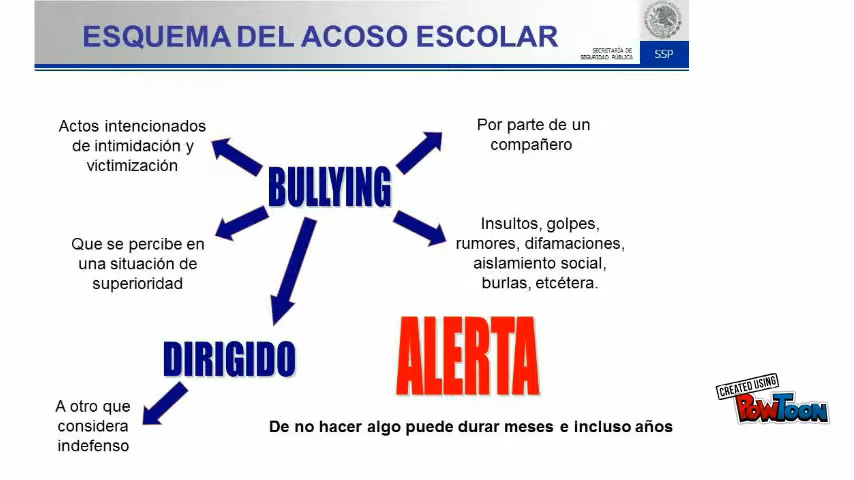 ESQUEMA DEL ACOSO ESCOLAR
SECRETARÍA DE
SEGURIDAD PÚBLICA
SSP
Actos intencionados
de intimidación y
victimización
Por parte de un
compañero
BULLYING
Que se percibe en
una situación de
superioridad
Insultos, golpes,
rumores, difamaciones,
aislamiento social,
burlas, etcétera.
DIRIGIDO
ALERTA
A otro que
considera
indefenso
De no hacer algo puede durar meses e incluso años
CREATED USING
POWTOON